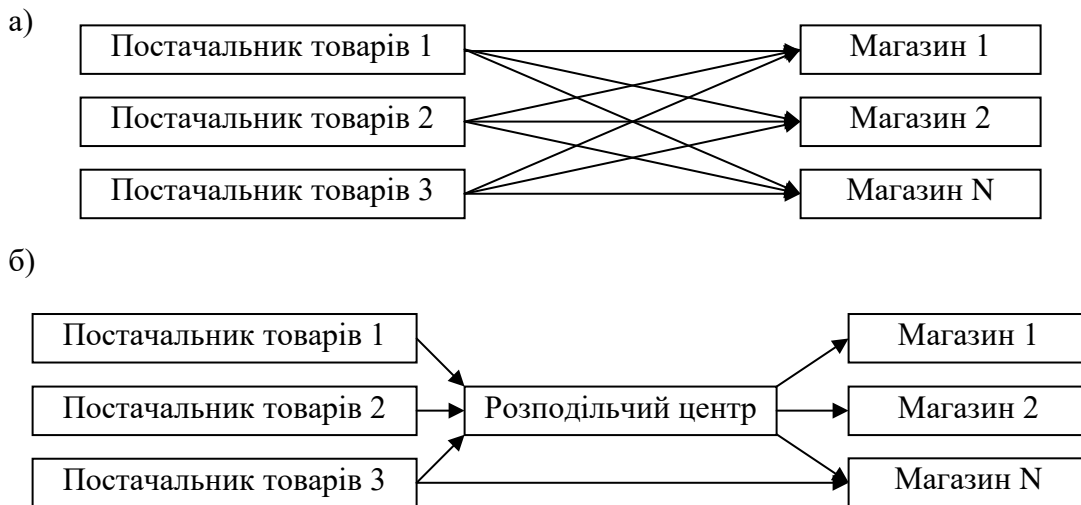 а)
Постачальник товарів 1 Магазин 1
Постачальник товарів 2 Магазин 2
Постачальник товарів 3 Магазин N
б)
Постачальник товарів 1 Магазин 1
Постачальник товарів 2 Розподільчий центр Магазин 2
Постачальник товарів 3 Магазин N